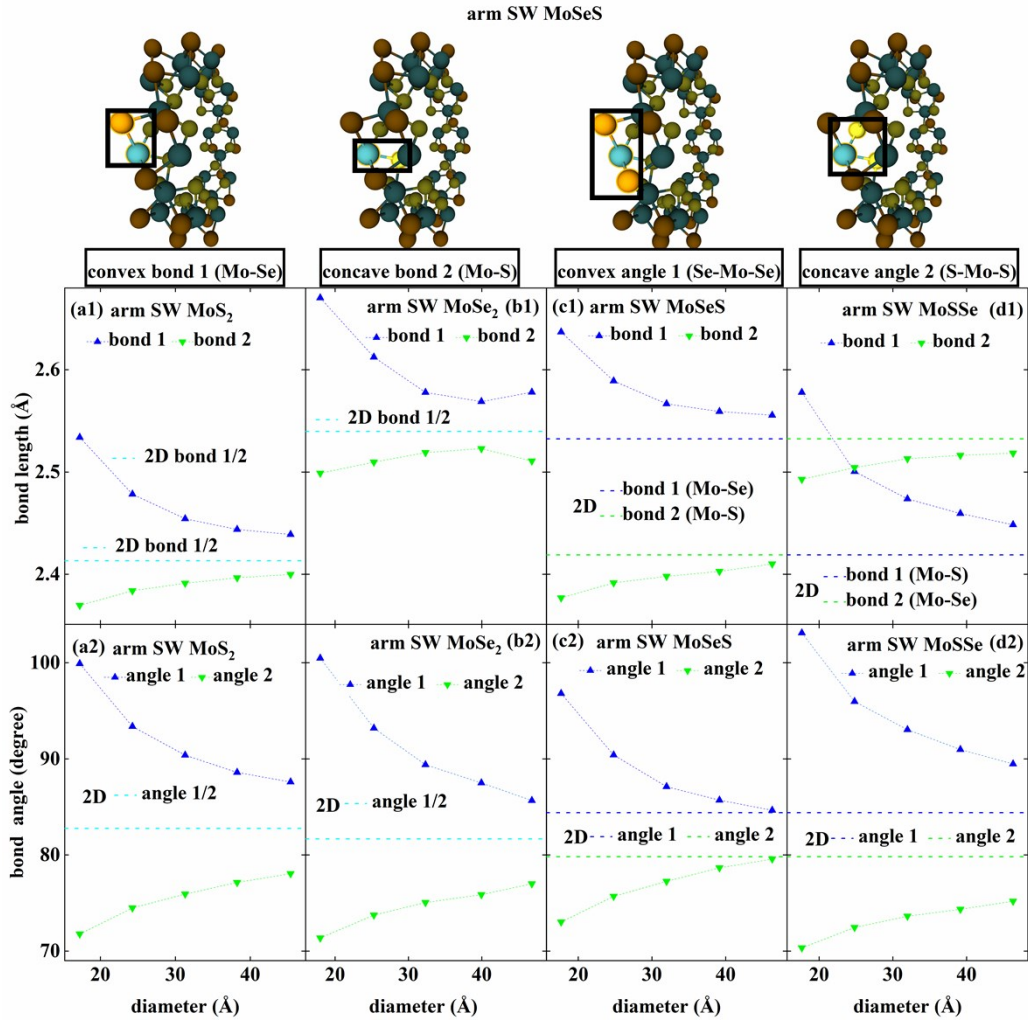 arm SW MoSeS
convex bond 1 (Mo-Se)
concave bond 2 (Mo-S)
convex angle 1 (Se-Mo-Se)
concave angle 2 (S-Mo-S)
(a1) arm SW MoS₂
bond 1 bond 2
2D bond 1/2
2D bond 1/2
arm SW MoSe₂ (b1)
bond 1 bond 2
2D bond 1/2
(c1) arm SW MoSeS
bond 1 bond 2
2D
bond 1 (Mo-Se)
bond 2 (Mo-S)
arm SW MoSSe (d1)
bond 1 bond 2
2D
bond 1 (Mo-S)
bond 2 (Mo-Se)
bond length (Å)
2.6
2.5
2.4
(a2) arm SW MoS₂
angle 1 angle 2
2D angle 1/2
(b2) arm SW MoSe₂
angle 1 angle 2
2D angle 1/2
(c2) arm SW MoSeS
angle 1 angle 2
2D angle 1 angle 2
arm SW MoSSe (d2)
angle 1 angle 2
2D angle 1 angle 2
bond angle (degree)
100
90
80
70
20 30 40
20 30 40
20 30 40
20 30 40
diameter (Å)
diameter (Å)
diameter (Å)
diameter (Å)